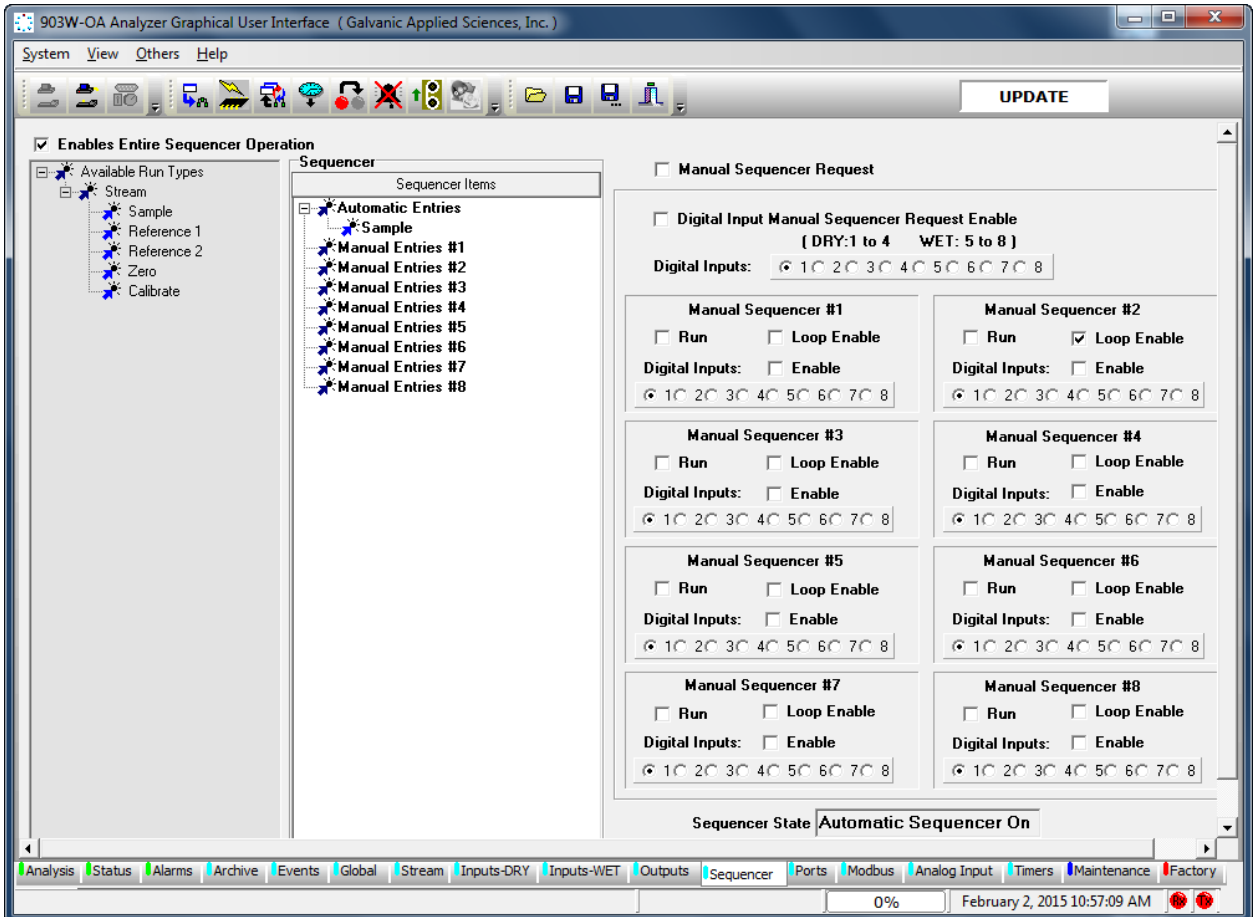 903W-OA Analyzer Graphical User Interface ( Galvanic Applied Sciences, Inc. )
System View Others Help
UPDATE
Enables Entire Sequencer Operation
Available Run Types
Stream
Sample
Reference 1
Reference 2
Zero
Calibrate
Sequencer
Sequencer Items
Automatic Entries
Sample
Manual Entries #1
Manual Entries #2
Manual Entries #3
Manual Entries #4
Manual Entries #5
Manual Entries #6
Manual Entries #7
Manual Entries #8
Manual Sequencer Request
Digital Input Manual Sequencer Request Enable
( DRY:1 to 4 WET: 5 to 8 )
Digital Inputs: 1 2 3 4 5 6 7 8
Manual Sequencer #1
Run Loop Enable
Digital Inputs: Enable
1 2 3 4 5 6 7 8
Manual Sequencer #2
Run Loop Enable
Digital Inputs: Enable
1 2 3 4 5 6 7 8
Manual Sequencer #3
Run Loop Enable
Digital Inputs: Enable
1 2 3 4 5 6 7 8
Manual Sequencer #4
Run Loop Enable
Digital Inputs: Enable
1 2 3 4 5 6 7 8
Manual Sequencer #5
Run Loop Enable
Digital Inputs: Enable
1 2 3 4 5 6 7 8
Manual Sequencer #6
Run Loop Enable
Digital Inputs: Enable
1 2 3 4 5 6 7 8
Manual Sequencer #7
Run Loop Enable
Digital Inputs: Enable
1 2 3 4 5 6 7 8
Manual Sequencer #8
Run Loop Enable
Digital Inputs: Enable
1 2 3 4 5 6 7 8
Sequencer State Automatic Sequencer On
Analysis Status Alarms Archive Events Global Stream Inputs-DRY Inputs-WET Outputs Sequencer Ports Modbus Analog Input Timers Maintenance Factory
0% February 2, 2015 10:57:09 AM Rx Tx